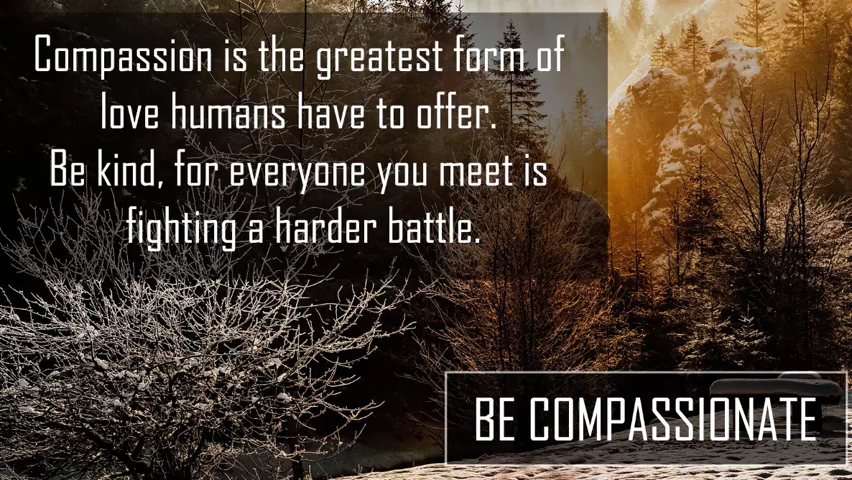 Compassion is the greatest form of
love humans have to offer.
Be kind, for everyone you meet is
fighting a harder battle.
BE COMPASSIONATE